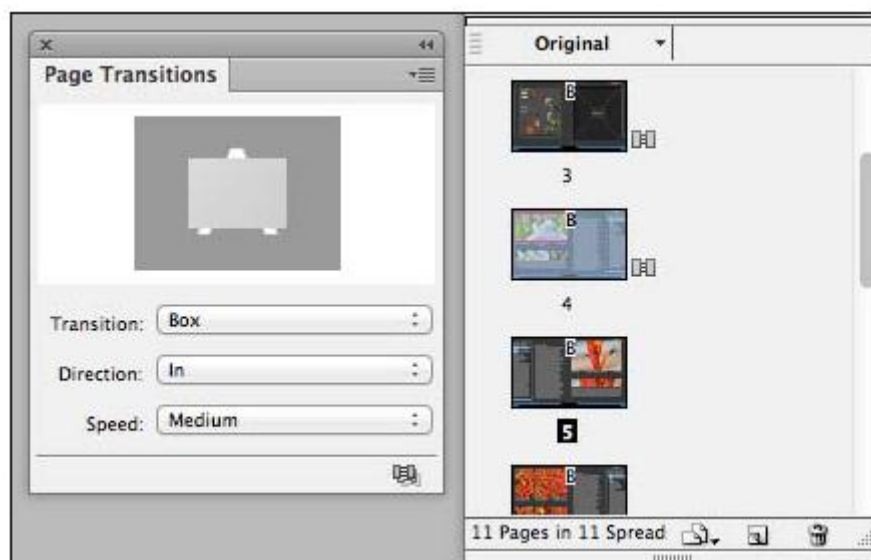 Page Transitions
Transition: Box
Direction: In
Speed: Medium
Original
B
3
B
4
B
5
B
11 Pages in 11 Spread